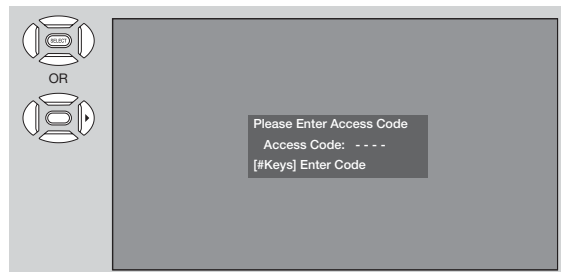 SELECT
OR
Please Enter Access Code
Access Code: - - - -
[#Keys] Enter Code